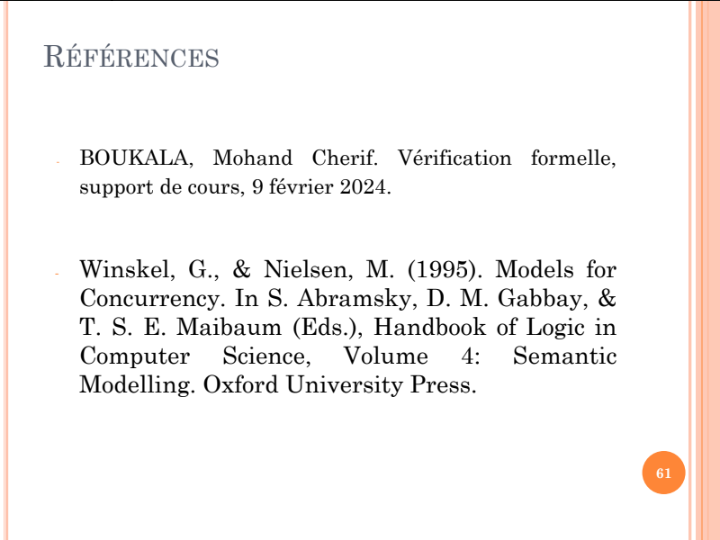 RÉFÉRENCES
- BOUKALA, Mohand Cherif. Vérification formelle,
support de cours, 9 février 2024.
- Winskel, G., & Nielsen, M. (1995). Models for
Concurrency. In S. Abramsky, D. M. Gabbay, &
T. S. E. Maibaum (Eds.), Handbook of Logic in
Computer Science, Volume 4: Semantic
Modelling. Oxford University Press.
61